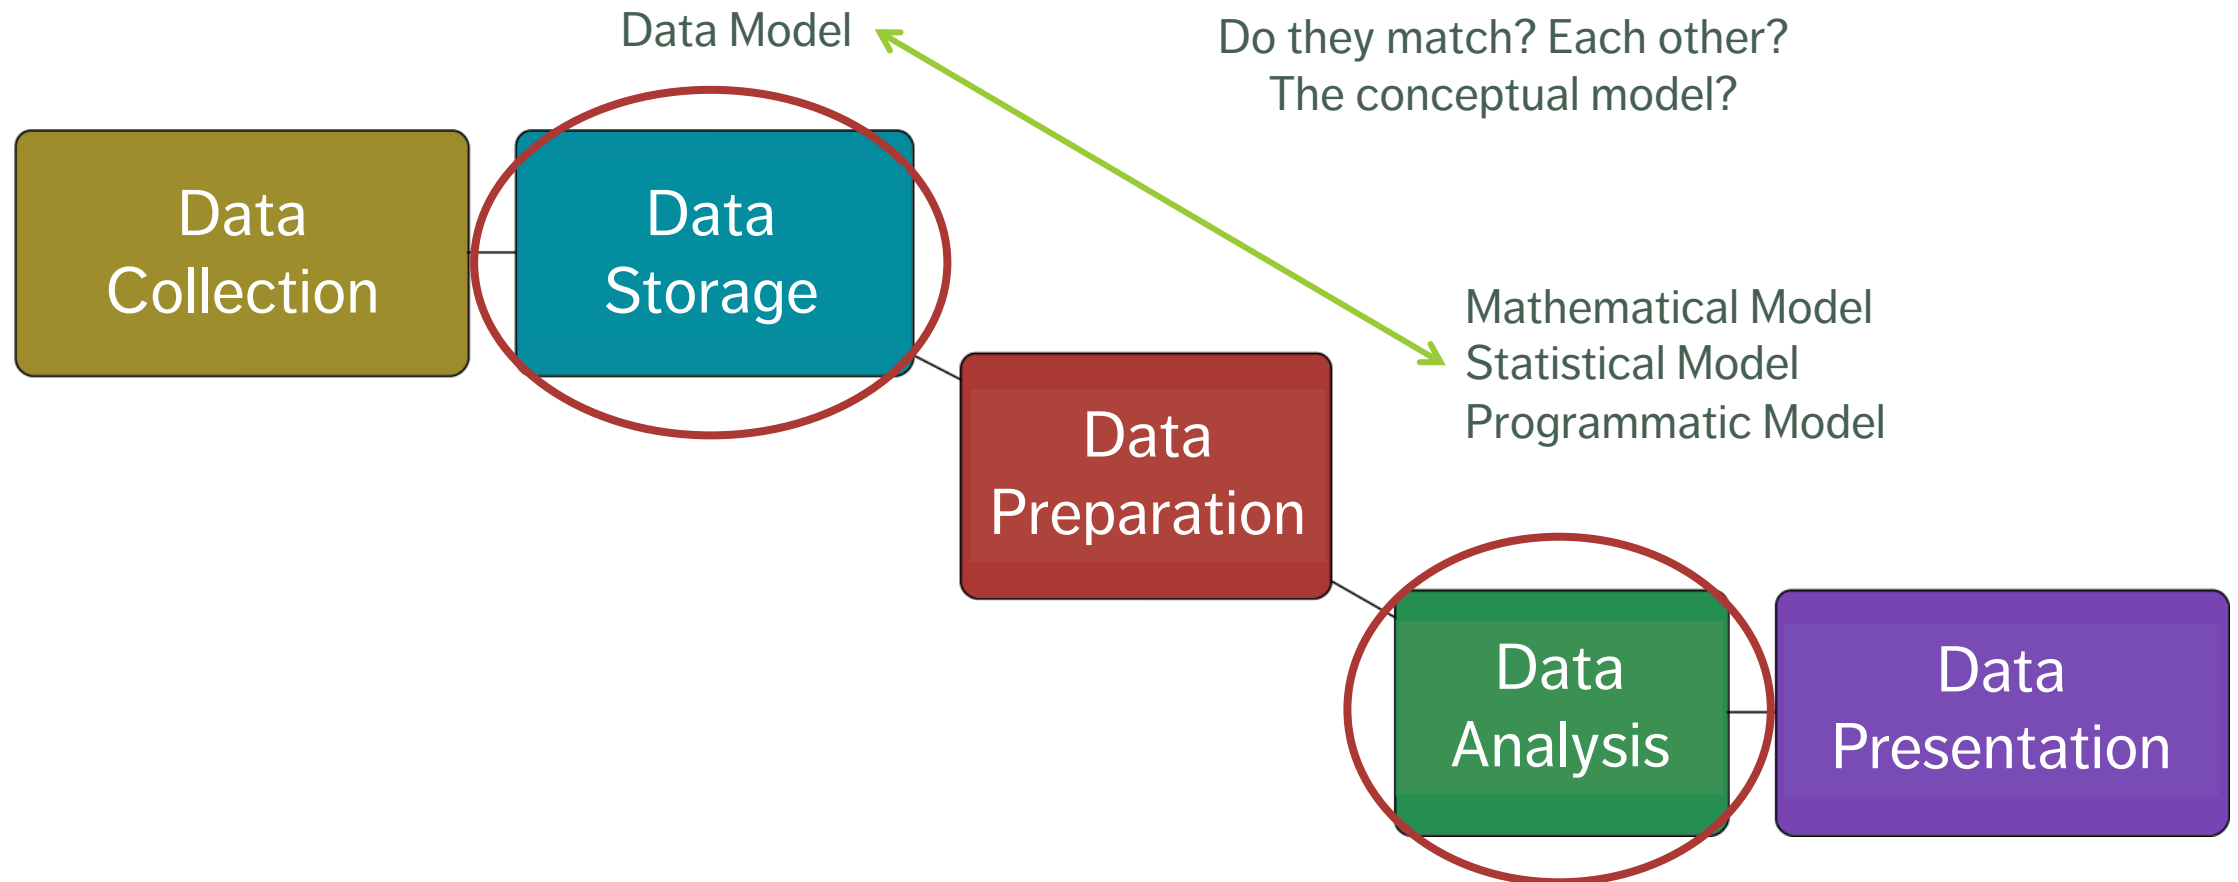 Data Model
Do they match? Each other?
The conceptual model?
Data
Collection
Data
Storage
Mathematical Model
Statistical Model
Programmatic Model
Data
Preparation
Data
Analysis
Data
Presentation